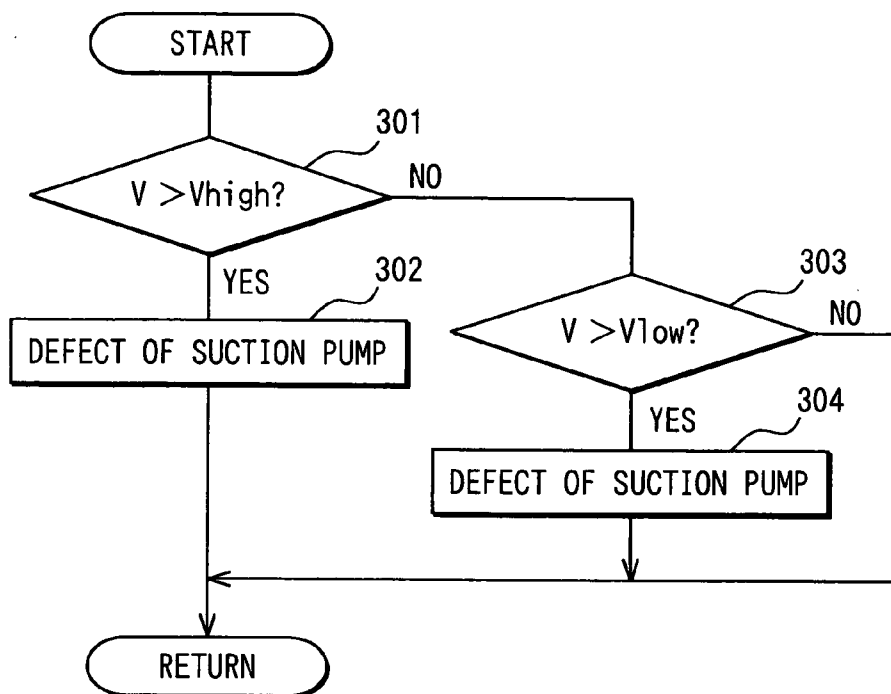 START
301
V >Vhigh?
NO
YES
302
DEFECT OF SUCTION PUMP
303
V >Vlow?
NO
YES
304
DEFECT OF SUCTION PUMP
RETURN